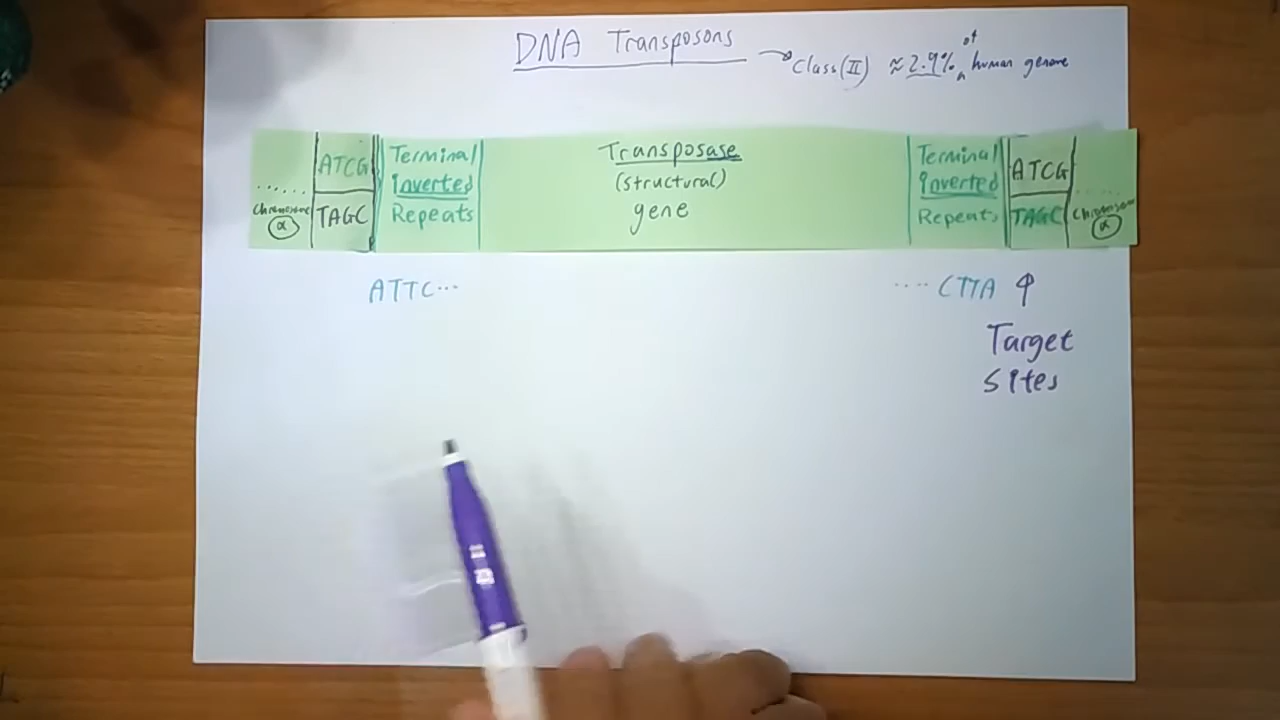 DNA Transposons
Class(II) ≈ 2.9% of human genome
ATCG
TAGC
Chromosome
α
Terminal
inverted
Repeats
Transposase
(structural)
gene
Terminal
inverted
Repeats
ATCG
TAGC
Chromosome
α
ATTC...
.... CTTA
Target
Sites